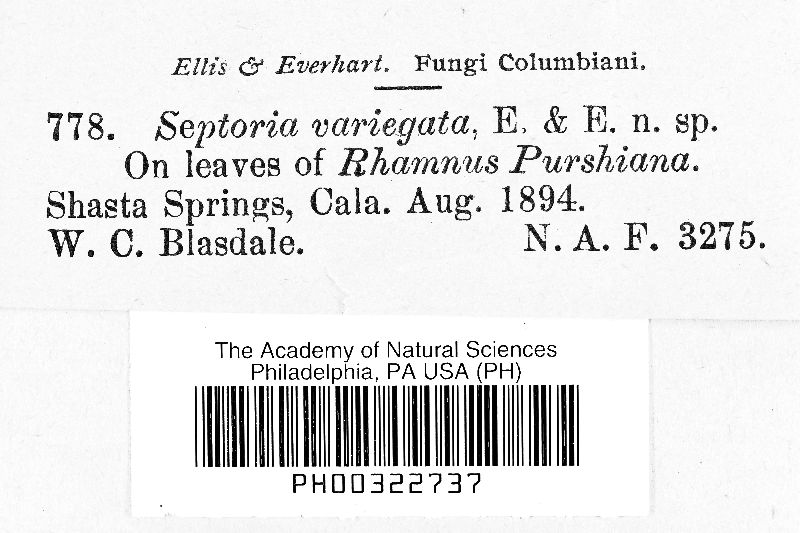 Ellis & Everhart. Fungi Columbiani.
778. Septoria variegata, E. & E. n. sp.
On leaves of Rhamnus Purshiana.
Shasta Springs, Cala. Aug. 1894.
W. C. Blasdale. N. A. F. 3275.
The Academy of Natural Sciences
Philadelphia, PA USA (PH)
PH00322737